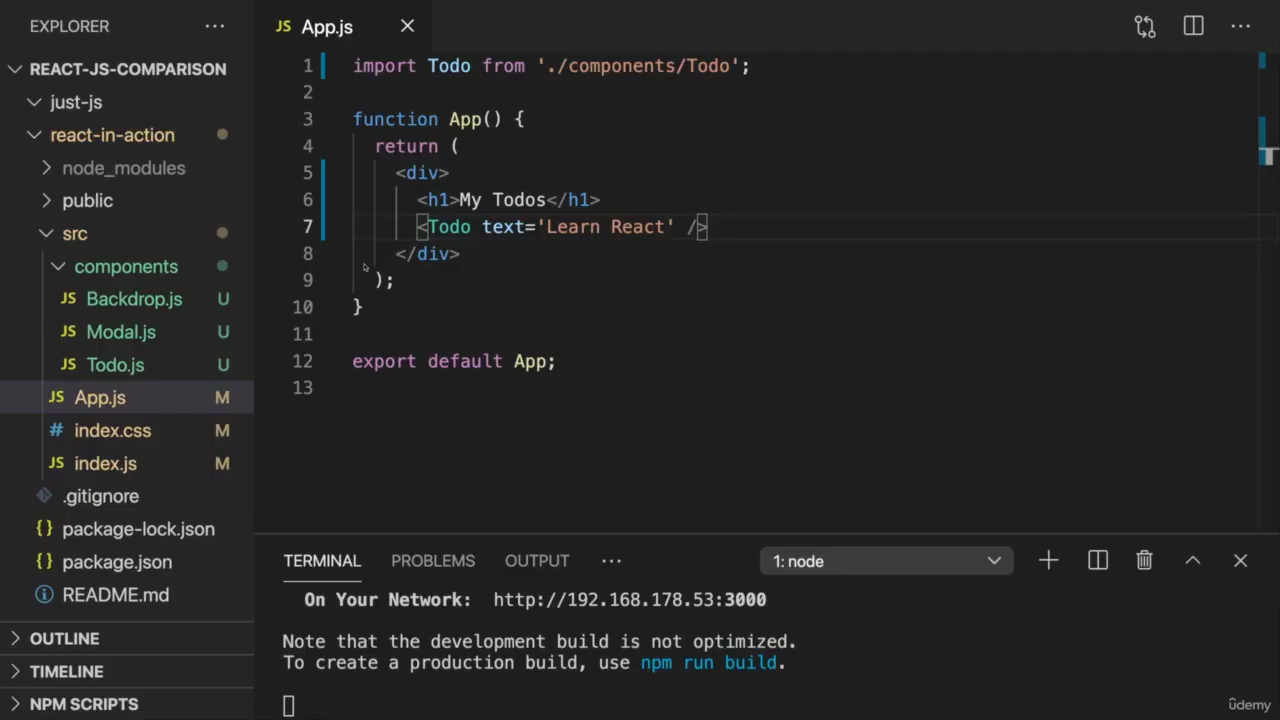 EXPLORER
REACT-JS-COMPARISON
just-js
react-in-action
node_modules
public
src
components
JS Backdrop.js U
JS Modal.js U
JS Todo.js U
JS App.js M
# index.css M
JS index.js M
.gitignore
{} package-lock.json
{} package.json
README.md
OUTLINE
TIMELINE
NPM SCRIPTS
JS App.js
1 import Todo from './components/Todo';
2
3 function App() {
4 return (
5 <div>
6 <h1>My Todos</h1>
7 <Todo text='Learn React' />
8 </div>
9 );
10 }
11
12 export default App;
13
TERMINAL PROBLEMS OUTPUT 1: node
On Your Network: http://192.168.178.53:3000
Note that the development build is not optimized.
To create a production build, use npm run build.
ûdemy